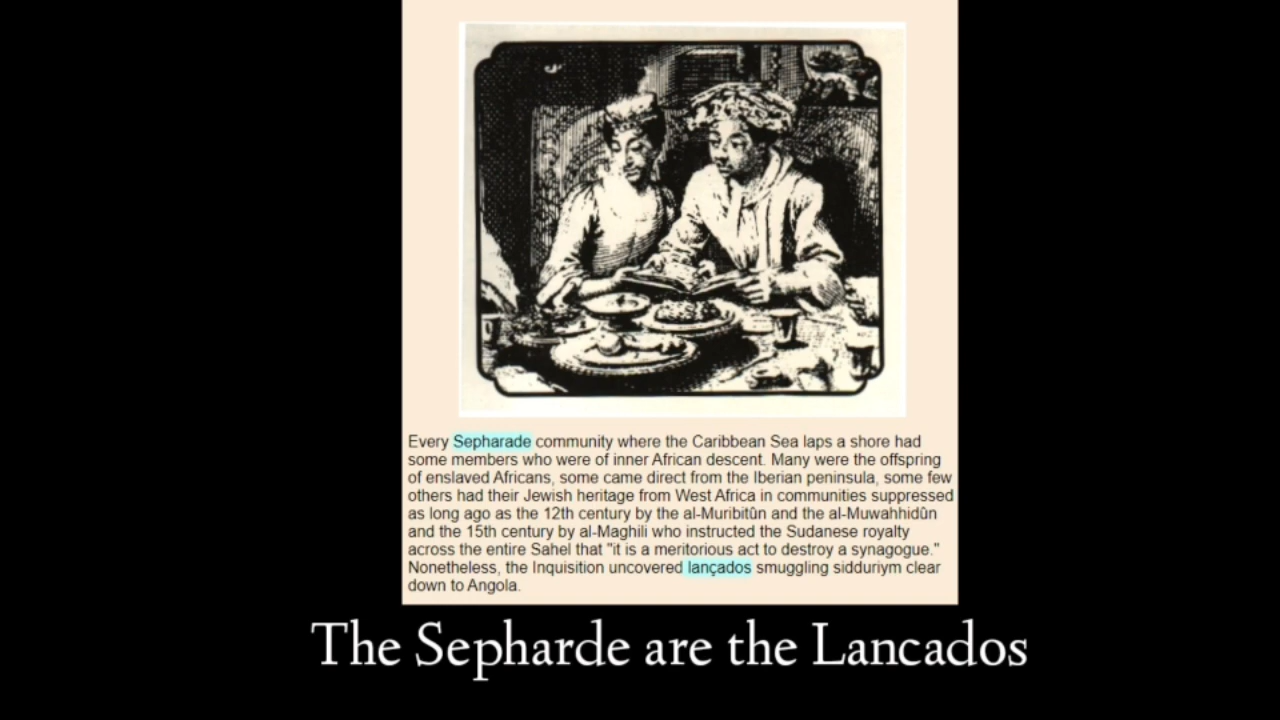 Every Sepharade community where the Caribbean Sea laps a shore had
some members who were of inner African descent. Many were the offspring
of enslaved Africans, some came direct from the Iberian peninsula, some few
others had their Jewish heritage from West Africa in communities suppressed
as long ago as the 12th century by the al-Muribitûn and the al-Muwahhidûn
and the 15th century by al-Maghili who instructed the Sudanese royalty
across the entire Sahel that "it is a meritorious act to destroy a synagogue."
Nonetheless, the Inquisition uncovered lançados smuggling sidduriym clear
down to Angola.
The Sepharde are the Lancados